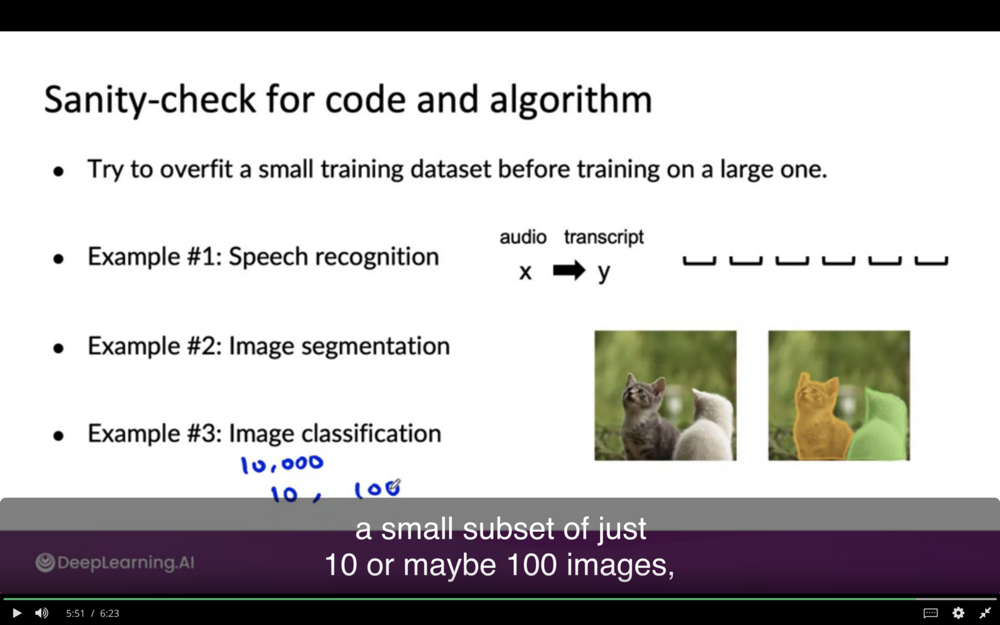 Sanity-check for code and algorithm
• Try to overfit a small training dataset before training on a large one.
audio transcript
• Example #1: Speech recognition x y
• Example #2: Image segmentation
• Example #3: Image classification
10,000
10, 100
a small subset of just
10 or maybe 100 images,
DeepLearning.AI
5:51 / 6:23